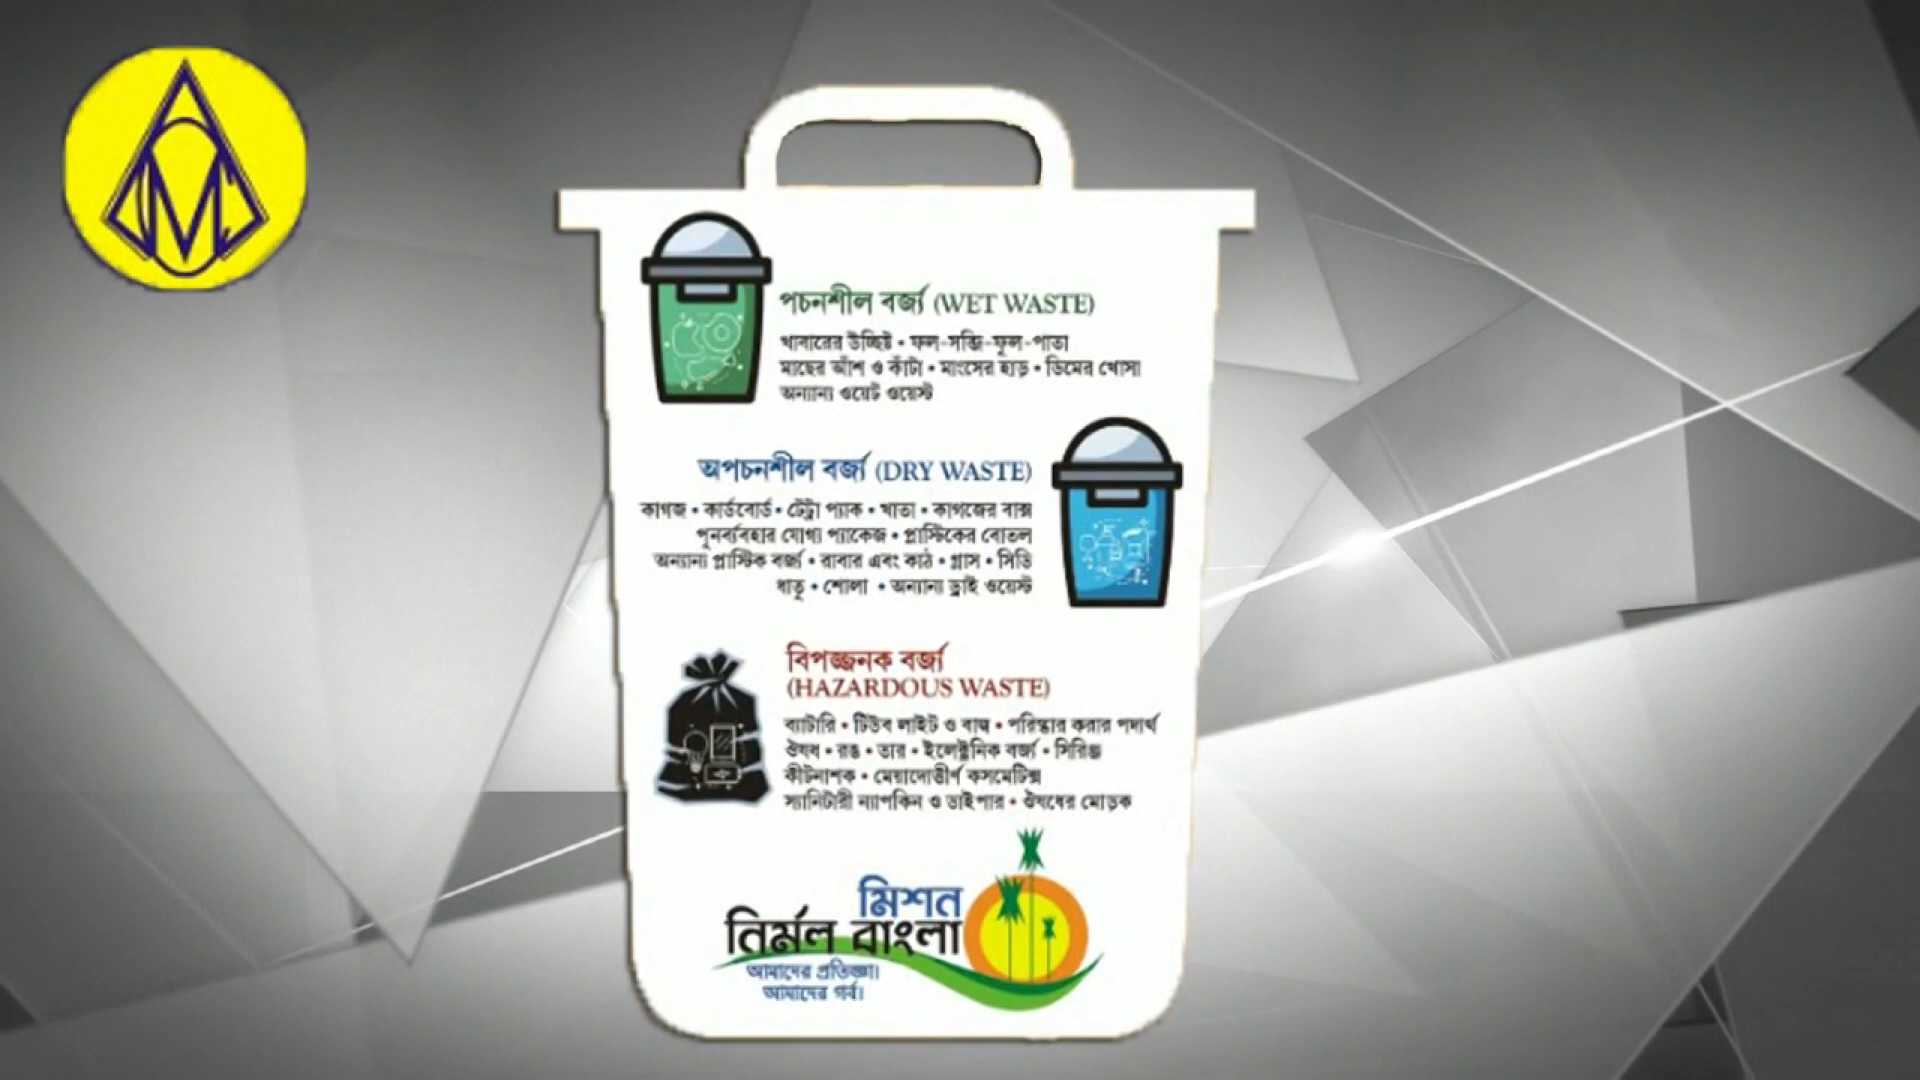 পচনশীল বর্জ্য (WET WASTE)
খাবারের উচ্ছিষ্ট • ফল-সব্জি-ফুল-পাতা
মাছের আঁশ ও কাঁটা • মাংসের হাড় • ডিমের খোসা
অন্যান্য ওয়েট ওয়েস্ট
অপচনশীল বর্জ্য (DRY WASTE)
কাগজ • কার্ডবোর্ড • টেট্রা প্যাক • খাতা • কাগজের বাক্স
পুনর্ব্যবহার যোগ্য প্যাকেজ • প্লাস্টিকের বোতল
অন্যান্য প্লাস্টিক বর্জ্য • রাবার এবং কাঠ • গ্লাস • সিডি
ধাতু • শোলা • অন্যান্য ড্রাই ওয়েস্ট
বিপজ্জনক বর্জ্য
(HAZARDOUS WASTE)
ব্যাটারি • টিউব লাইট ও বাল্ব • পরিস্কার করার পদার্থ
ঔষধ • রঙ • তার • ইলেক্ট্রনিক বর্জ্য • সিরিঞ্জ
কীটনাশক • মেয়াদোত্তীর্ণ কসমেটিক্স
স্যানিটারী ন্যাপকিন ও ডাইপার • ঔষধের মোড়ক
মিশন
নির্মল বাংলা
আমাদের প্রতিজ্ঞা।
আমাদের গর্ব।